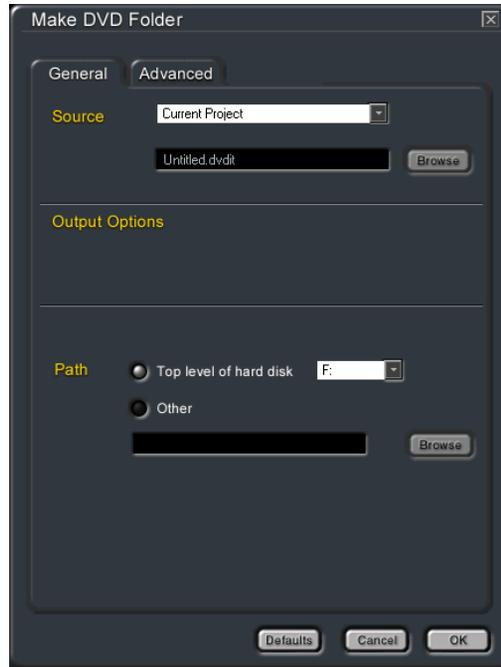 Make DVD Folder
General Advanced
Source Current Project
Untitled.dvdit Browse
Output Options
Path Top level of hard disk F:
Other
Browse
Defaults Cancel OK